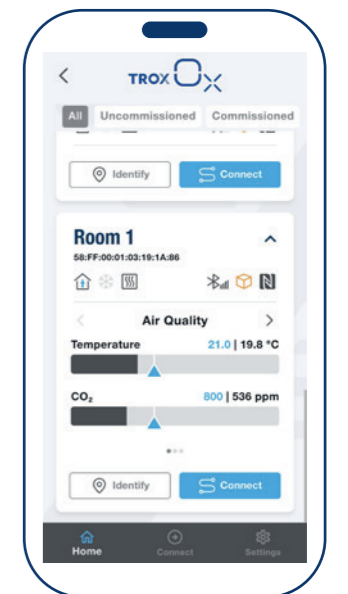 TROX Ox
All Uncommissioned Commissioned
Identify Connect
Room 1
58:FF:00:01:03:19:1A:86
Air Quality
Temperature 21.0 | 19.8 °C
CO₂ 800 | 536 ppm
Identify Connect
Home Connect Settings